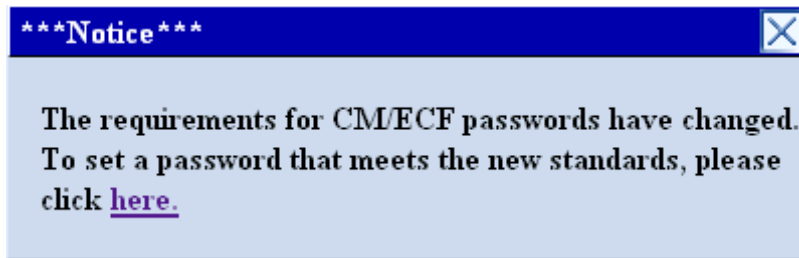 ***Notice***
The requirements for CM/ECF passwords have changed.
To set a password that meets the new standards, please
click here.